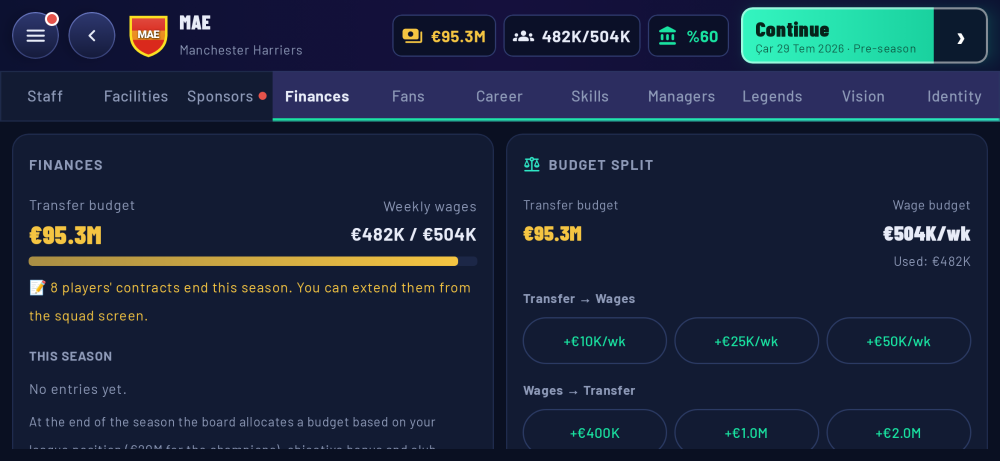 MAE
MAE
Manchester Harriers
€95.3M
482K/504K
%60
Continue
Çar 29 Tem 2026 · Pre-season
Staff
Facilities
Sponsors
Finances
Fans
Career
Skills
Managers
Legends
Vision
Identity
FINANCES
Transfer budget
Weekly wages
€95.3M
€482K / €504K
📝 8 players' contracts end this season. You can extend them from
the squad screen.
THIS SEASON
No entries yet.
At the end of the season the board allocates a budget based on your
BUDGET SPLIT
Transfer budget
Wage budget
€95.3M
€504K/wk
Used: €482K
Transfer → Wages
+€10K/wk
+€25K/wk
+€50K/wk
Wages → Transfer
+€400K
+€1.0M
+€2.0M